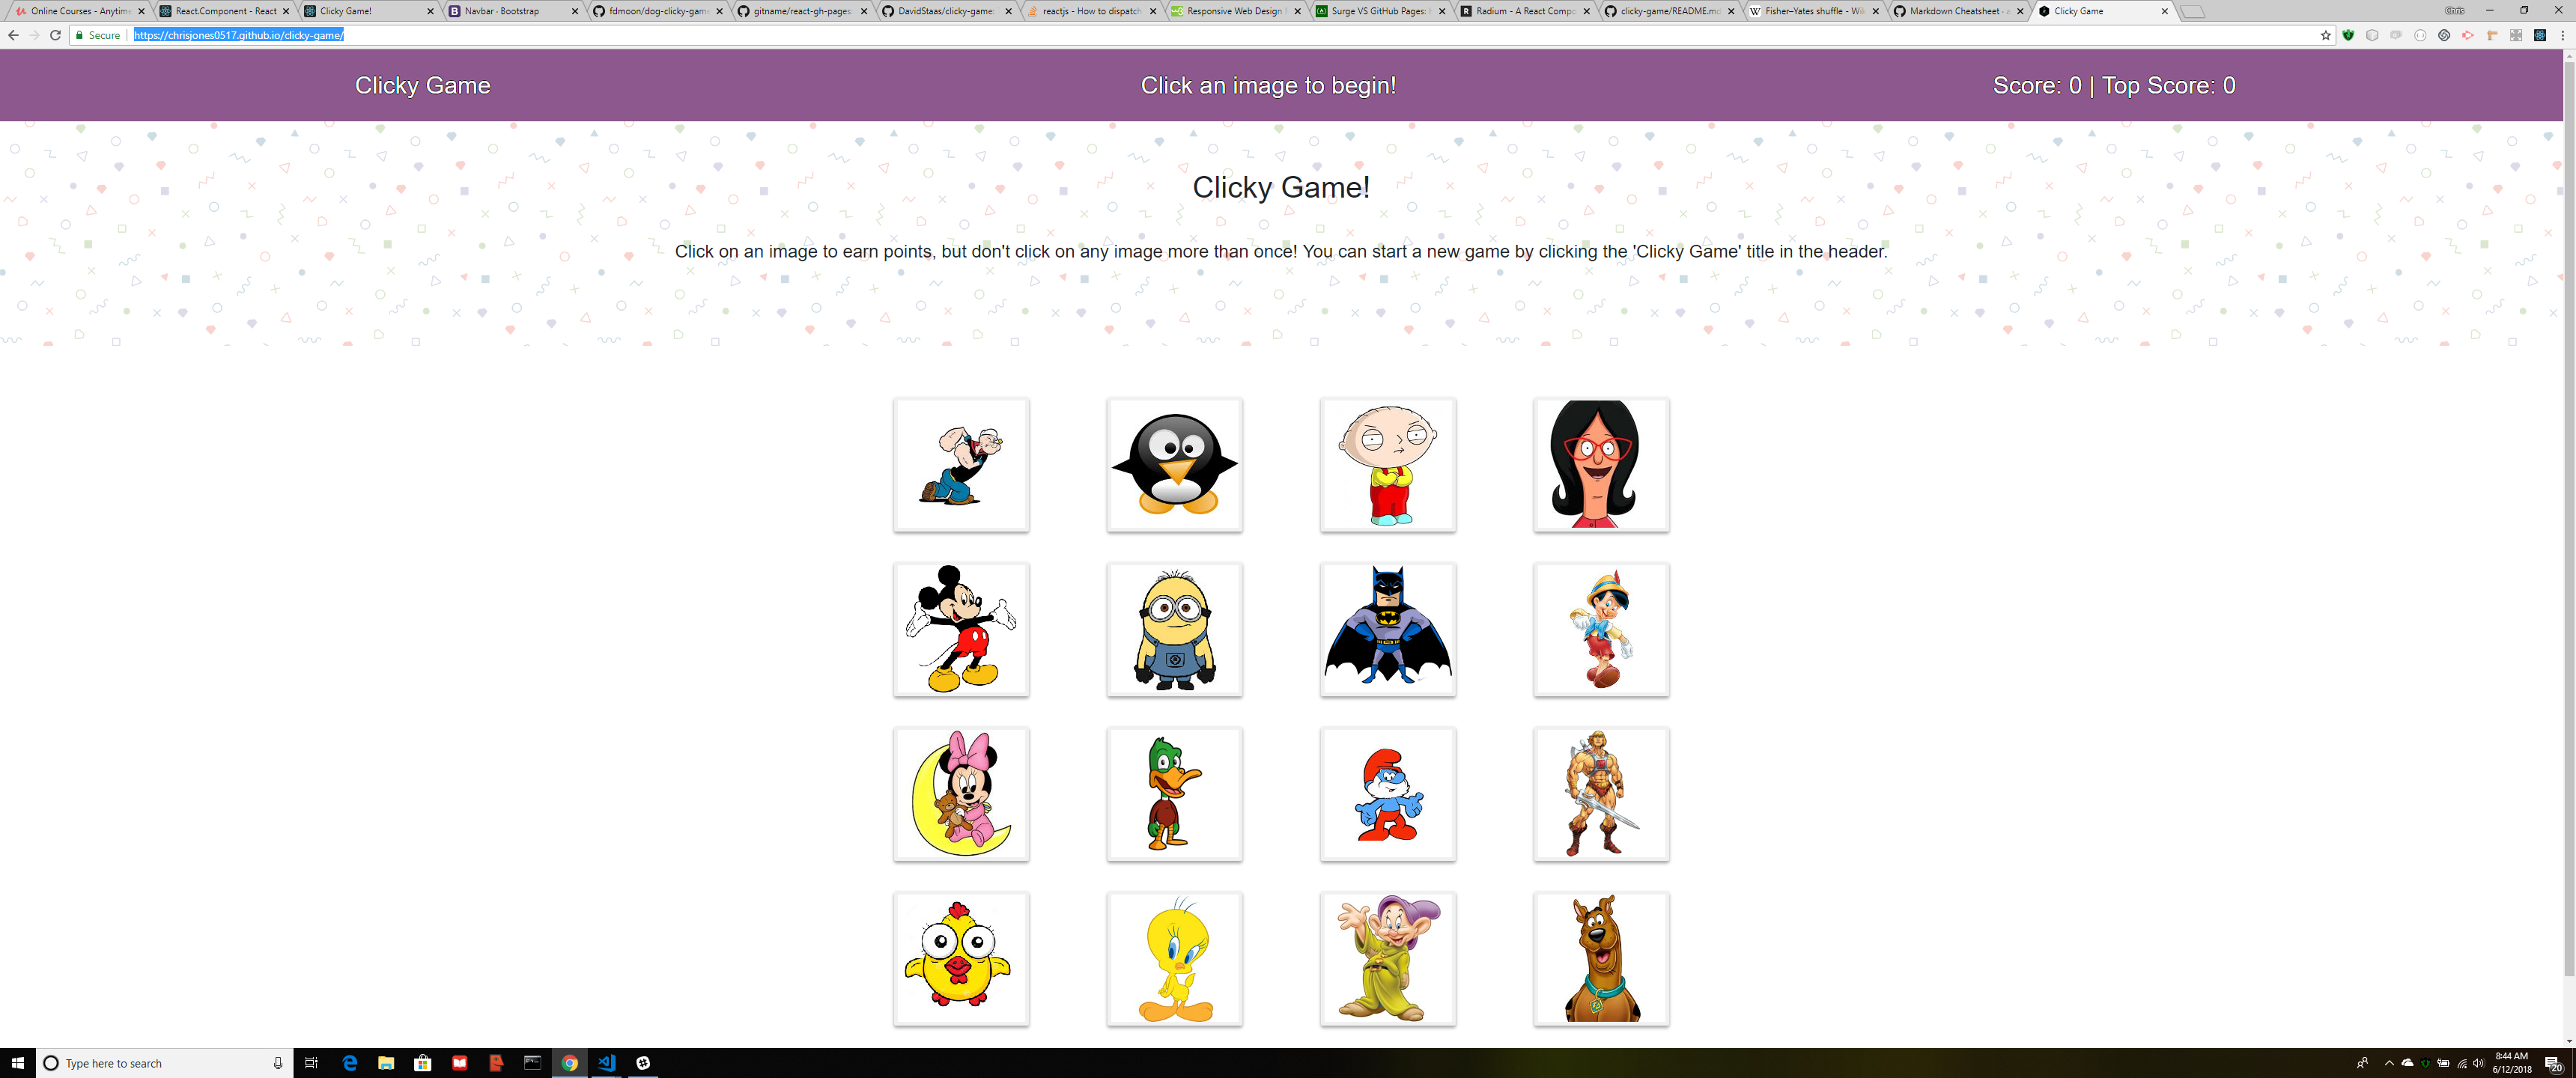 Online Courses - Anytim
React.Component - React
Clicky Game!
Navbar · Bootstrap
fdmoon/dog-clicky-game
gitname/react-gh-pages
DavidStaas/clicky-game
reactjs - How to dispatch
Responsive Web Design
Surge VS GitHub Pages:
Radium - A React Compo
clicky-game/README.md
Fisher–Yates shuffle - Wi
Markdown Cheatsheet ·
Clicky Game
Chris
Secure
https://chrisjones0517.github.io/clicky-game/
Clicky Game
Click an image to begin!
Score: 0 | Top Score: 0
Clicky Game!
Click on an image to earn points, but don't click on any image more than once! You can start a new game by clicking the 'Clicky Game' title in the header.
Type here to search
8:44 AM
6/12/2018
20